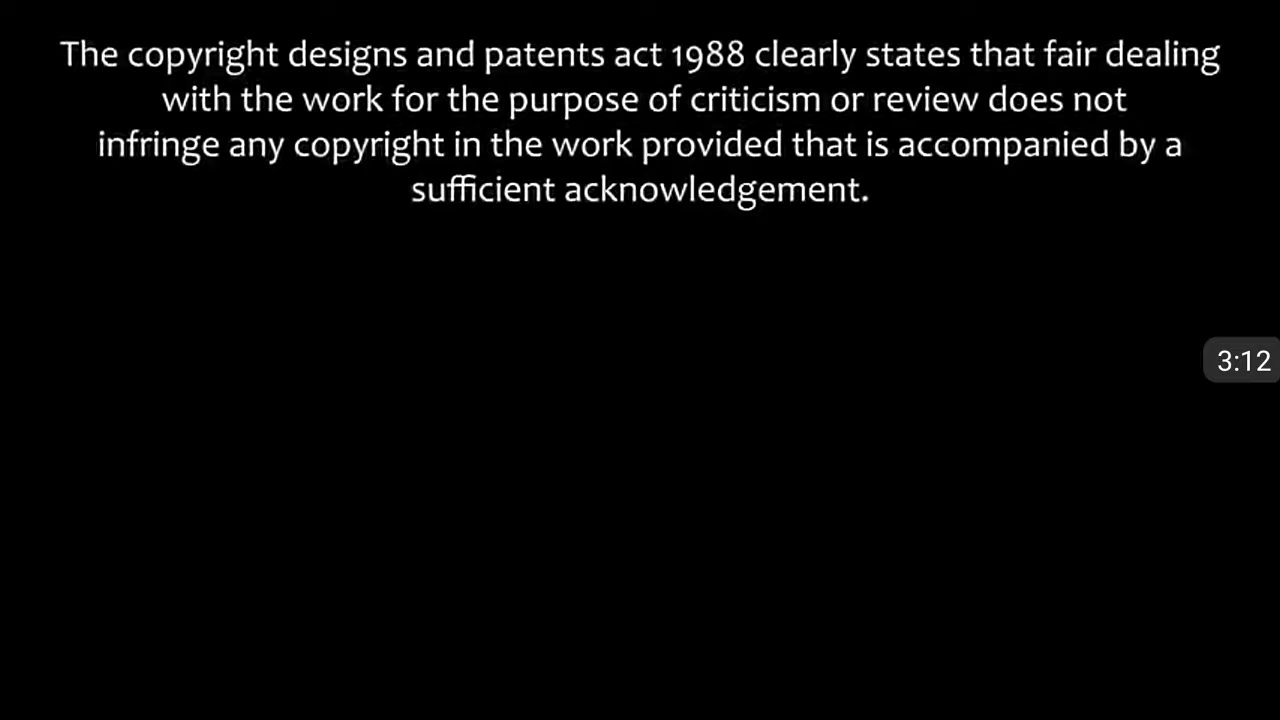 The copyright designs and patents act 1988 clearly states that fair dealing
with the work for the purpose of criticism or review does not
infringe any copyright in the work provided that is accompanied by a
sufficient acknowledgement.
3:12